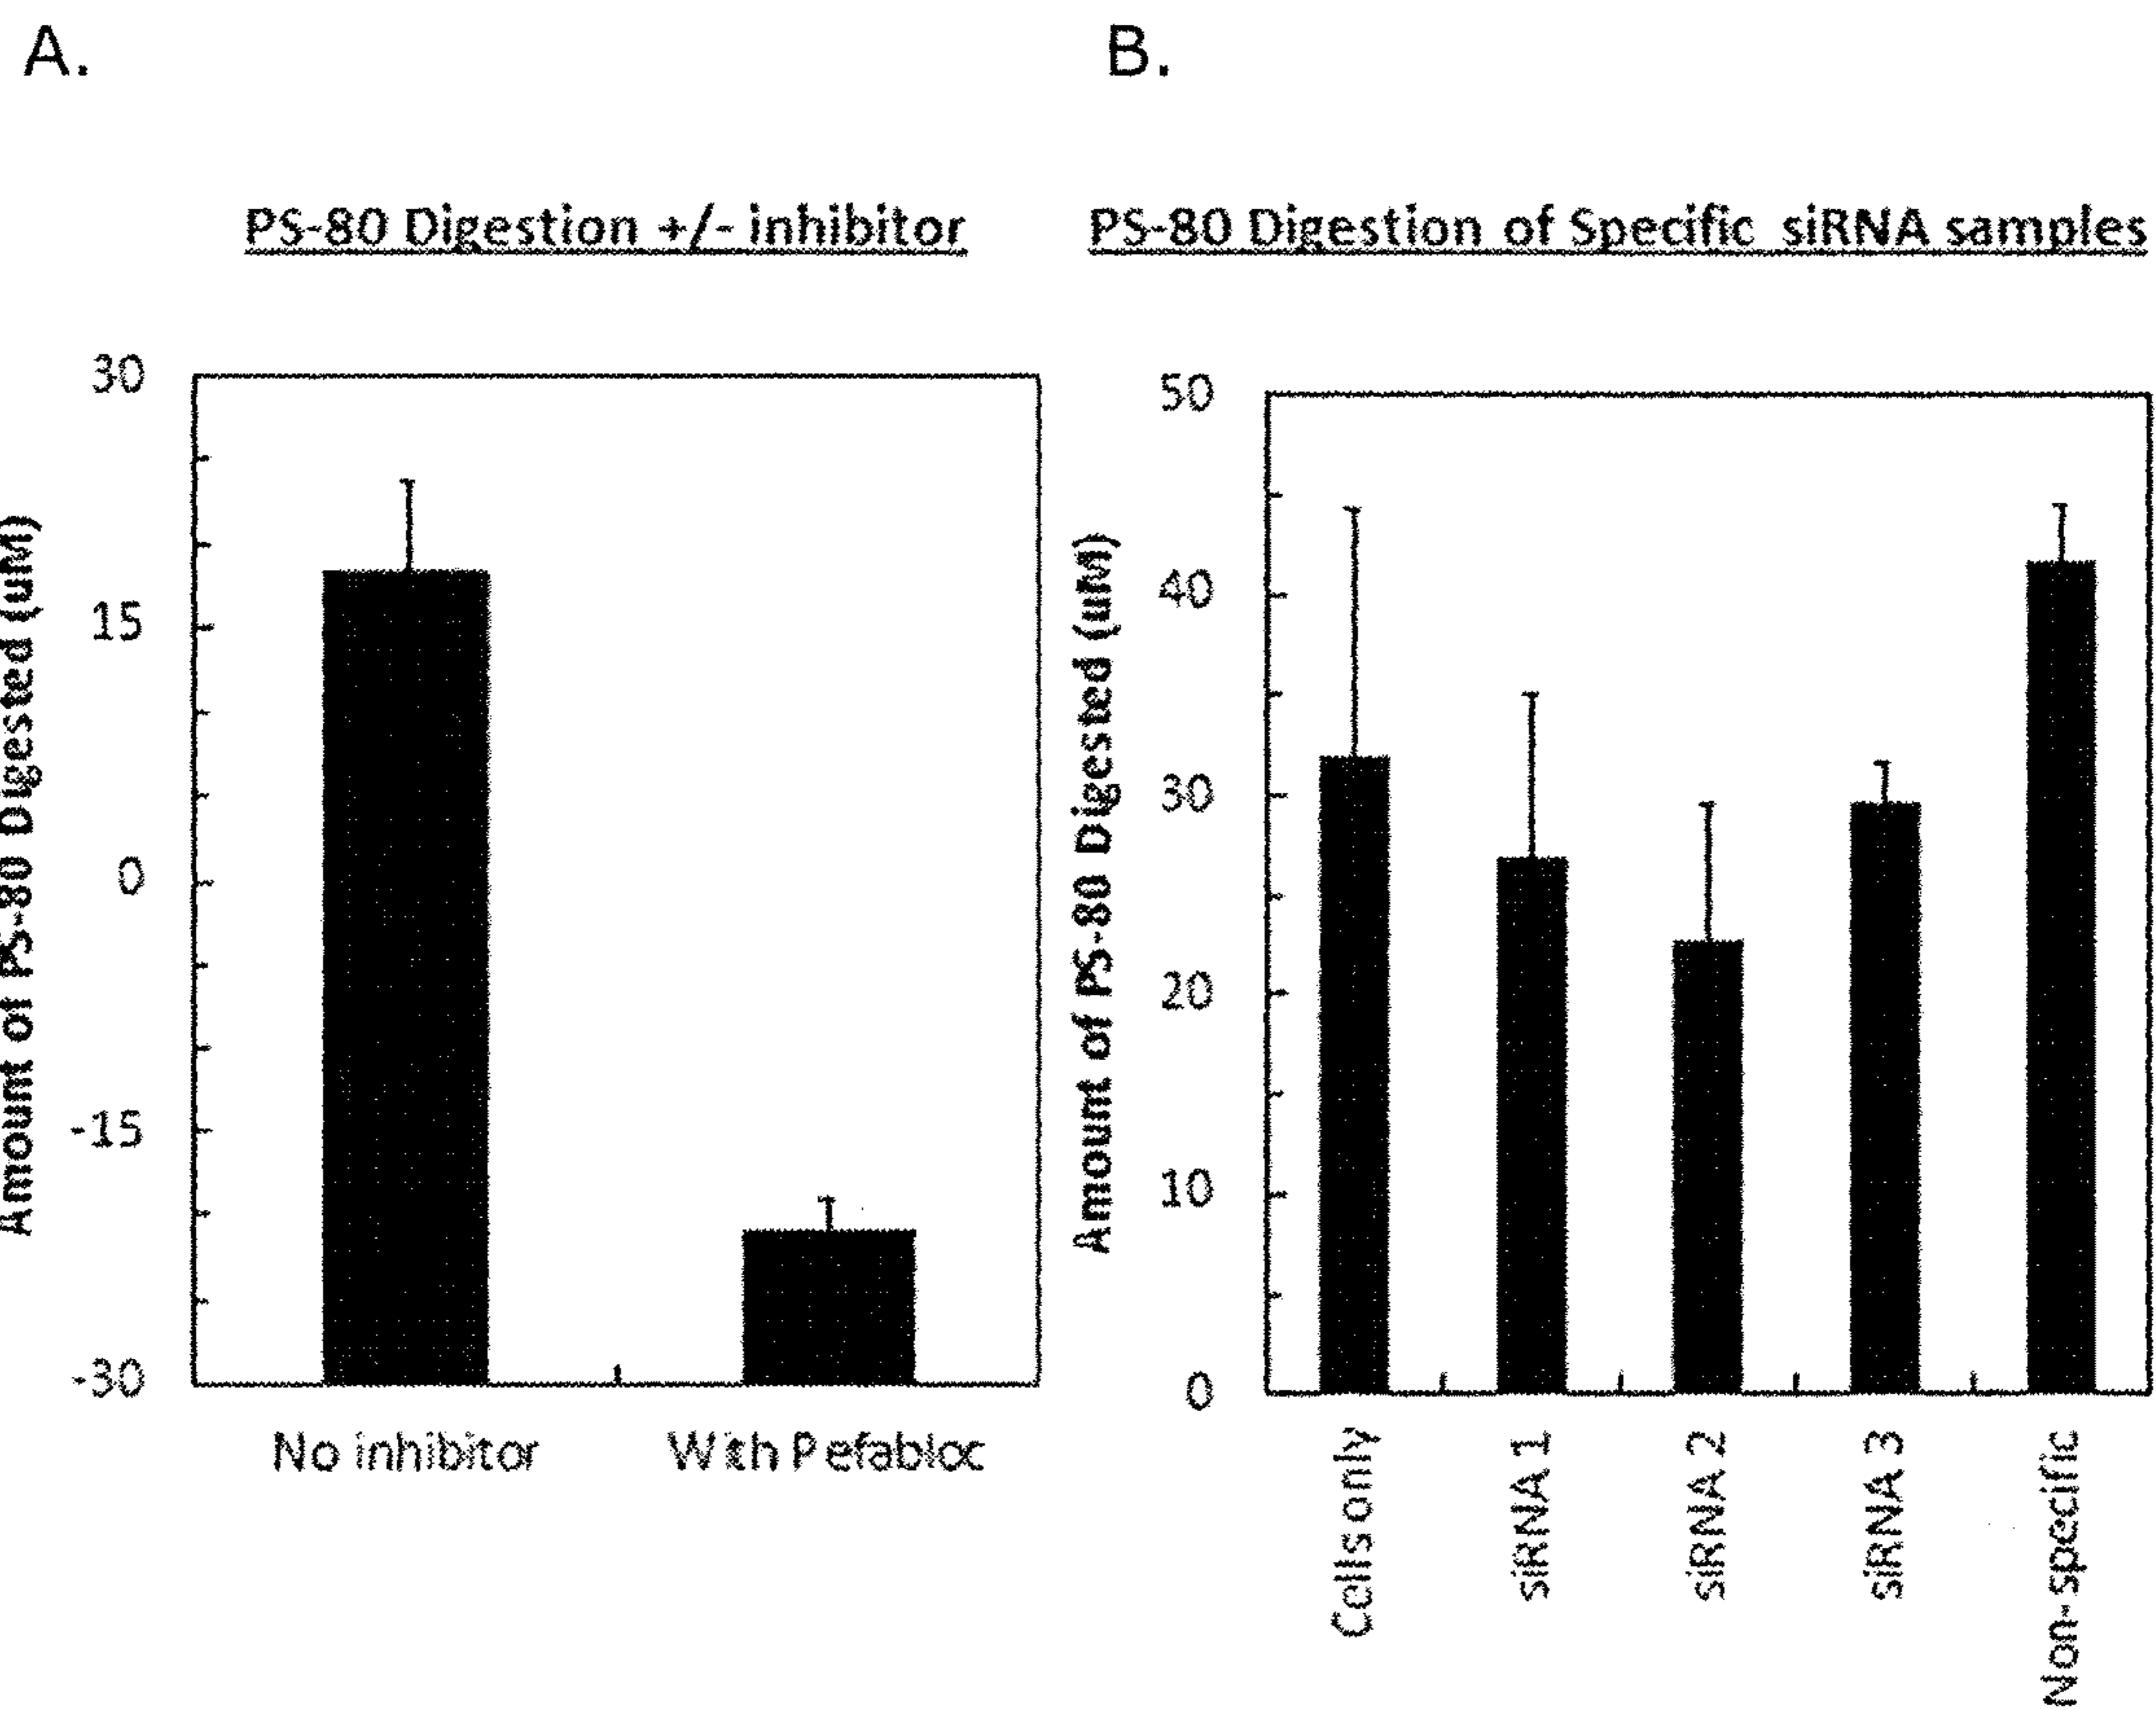 A.
B.
PS-80 Digestion +/- inhibitor
PS-80 Digestion of Specific siRNA samples
Amount of PS-80 Digested (uM)
30
15
0
-15
-30
No inhibitor
With Pefabloc
Amount of PS-80 Digested (uM)
50
40
30
20
10
0
Cells only
siRNA 1
siRNA 2
siRNA 3
Non-specific